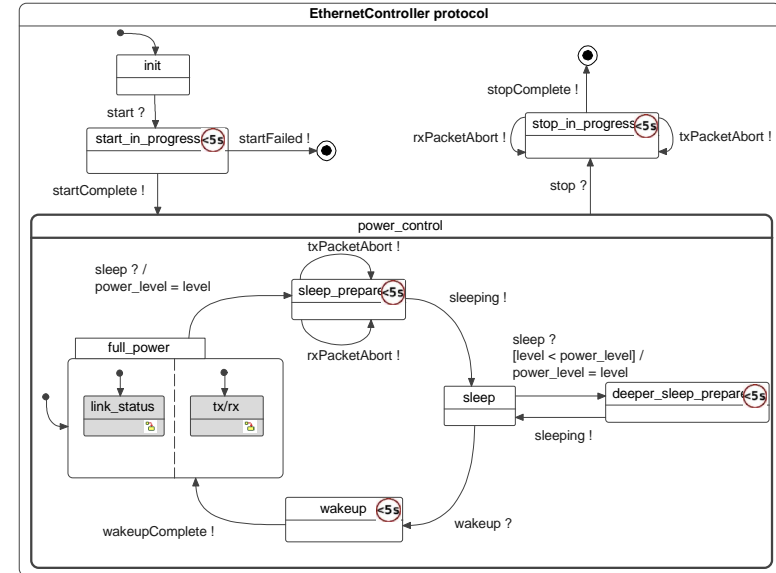 EthernetController protocol
init
start ?
start_in_progress
<5s
startFailed !
startComplete !
stopComplete !
stop_in_progress
<5s
rxPacketAbort !
txPacketAbort !
stop ?
power_control
txPacketAbort !
sleep ? /
power_level = level
sleep_prepare
<5s
sleeping !
rxPacketAbort !
full_power
link_status
tx/rx
sleep ?
[level < power_level] /
power_level = level
sleep
deeper_sleep_prepare
<5s
sleeping !
wakeup
<5s
wakeup ?
wakeupComplete !